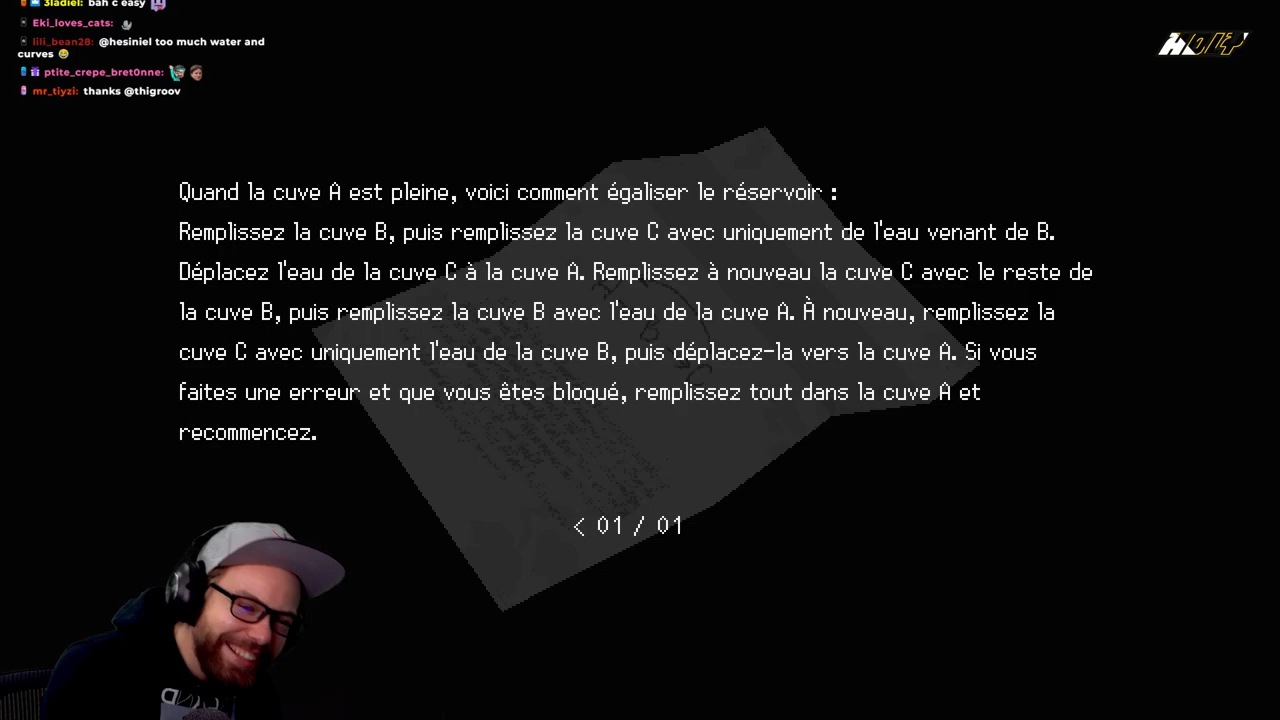 3ladiel: bah c easy
Eki_loves_cats:
lili_bean28: @hesiniel too much water and
curves
ptite_crepe_bret0nne:
mr_tiyzi: thanks @thigroov
HOLY
Quand la cuve A est pleine, voici comment égaliser le réservoir :
Remplissez la cuve B, puis remplissez la cuve C avec uniquement de l'eau venant de B.
Déplacez l'eau de la cuve C à la cuve A. Remplissez à nouveau la cuve C avec le reste de
la cuve B, puis remplissez la cuve B avec l'eau de la cuve A. À nouveau, remplissez la
cuve C avec uniquement l'eau de la cuve B, puis déplacez-la vers la cuve A. Si vous
faites une erreur et que vous êtes bloqué, remplissez tout dans la cuve A et
recommencez.
< 01 / 01